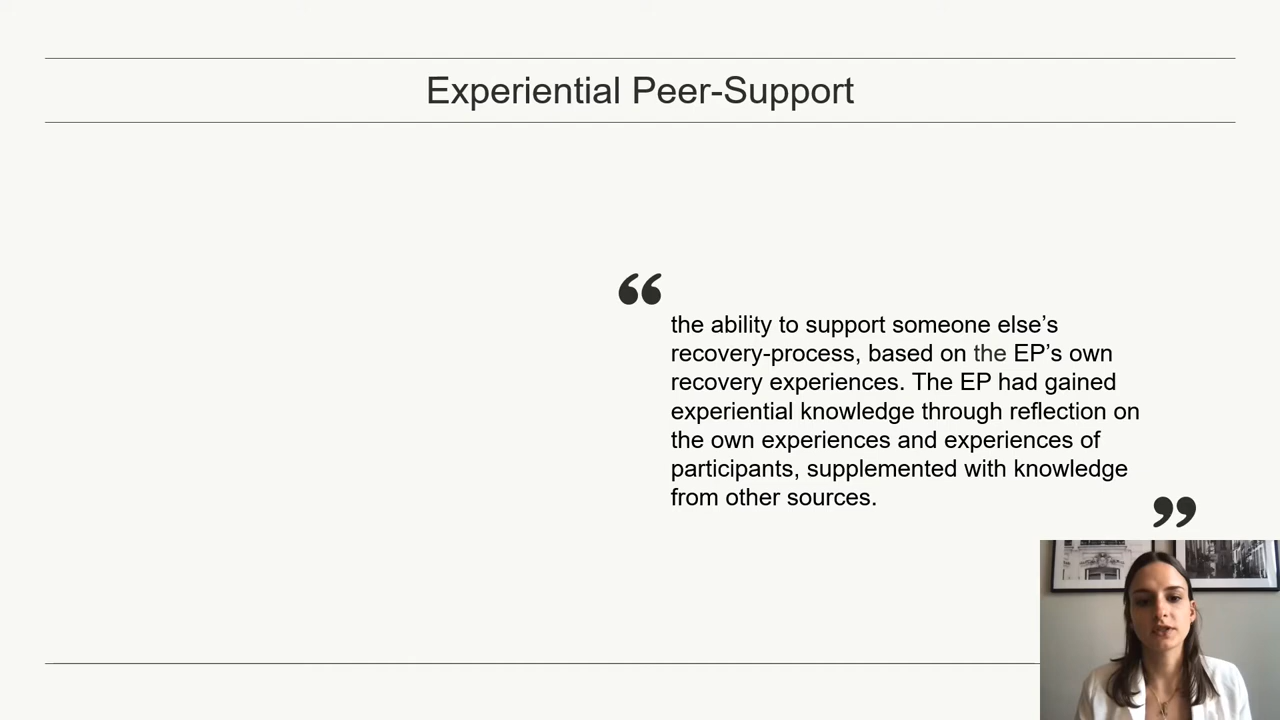 Experiential Peer-Support
“
the ability to support someone else’s
recovery-process, based on the EP’s own
recovery experiences. The EP had gained
experiential knowledge through reflection on
the own experiences and experiences of
participants, supplemented with knowledge
from other sources.
”